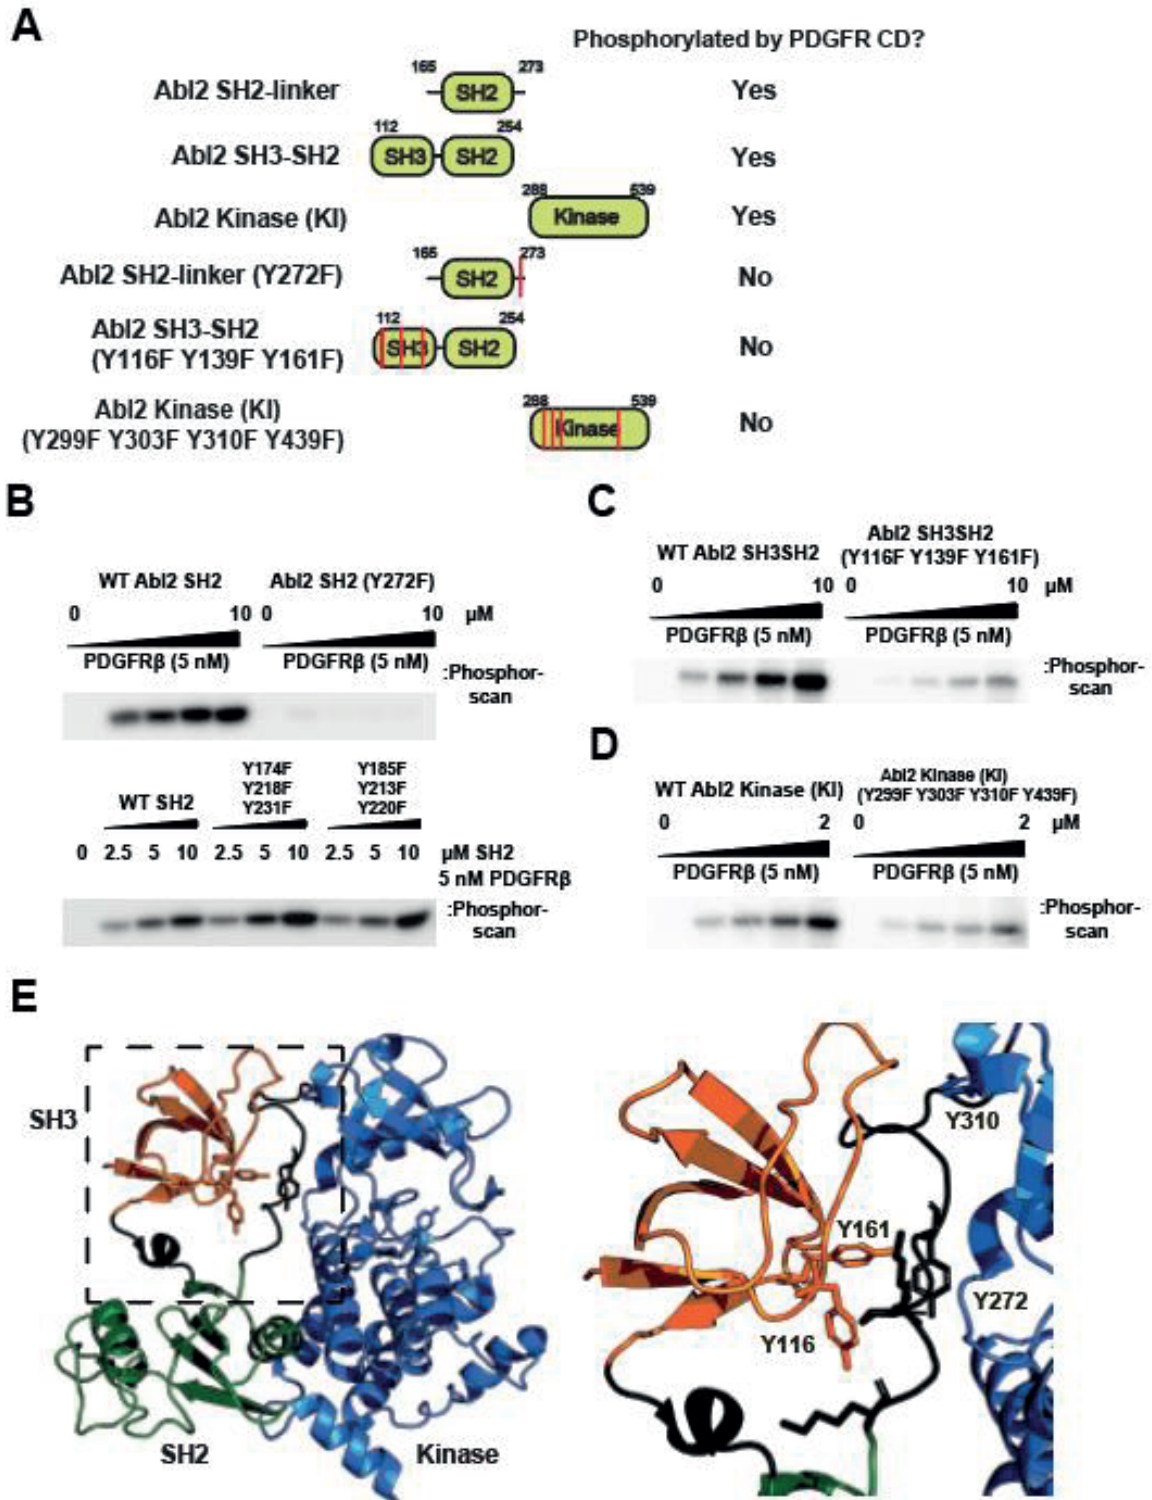 A
Phosphorylated by PDGFR CD?
165 273
Abl2 SH2-linker SH2 Yes
112 254
Abl2 SH3-SH2 SH3 SH2 Yes
288 539
Abl2 Kinase (KI) Kinase Yes
165 273
Abl2 SH2-linker (Y272F) SH2 No
112 254
Abl2 SH3-SH2
(Y116F Y139F Y161F) SH3 SH2 No
288 539
Abl2 Kinase (KI)
(Y299F Y303F Y310F Y439F) Kinase No
B
WT Abl2 SH2 Abl2 SH2 (Y272F)
0 10 0 10 µM
PDGFRβ (5 nM) PDGFRβ (5 nM)
:Phosphor-
scan
Y174F Y185F
Y218F Y213F
WT SH2 Y231F Y220F
0 2.5 5 10 2.5 5 10 2.5 5 10 µM SH2
5 nM PDGFRβ
:Phosphor-
scan
C
Abl2 SH3SH2
WT Abl2 SH3SH2 (Y116F Y139F Y161F)
0 10 0 10 µM
PDGFRβ (5 nM) PDGFRβ (5 nM)
:Phosphor-
scan
D
Abl2 Kinase (KI)
WT Abl2 Kinase (KI) (Y299F Y303F Y310F Y439F)
0 2 0 2 µM
PDGFRβ (5 nM) PDGFRβ (5 nM)
:Phosphor-
scan
E
SH3
SH2
Kinase
Y310
Y161
Y272
Y116